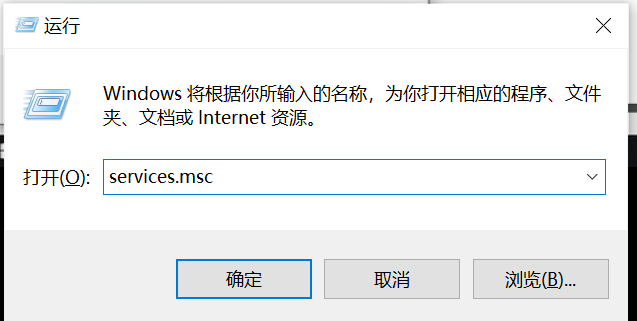 运行
Windows 将根据你所输入的名称，为你打开相应的程序、文件
夹、文档或 Internet 资源。
打开(O): services.msc
确定 取消 浏览(B)...